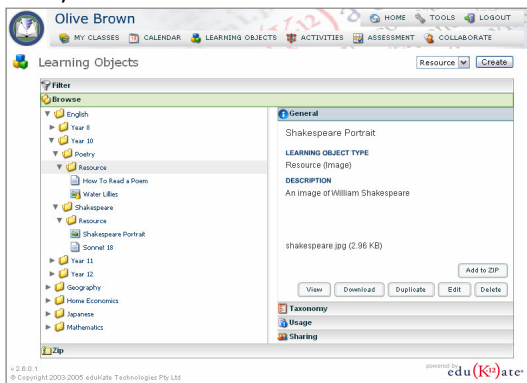 Olive Brown
HOME TOOLS LOGOUT
MY CLASSES CALENDAR LEARNING OBJECTS ACTIVITIES ASSESSMENT COLLABORATE
Learning Objects
Resource Create
Filter
Browse
English
Year 8
Year 10
Poetry
Resource
How To Read a Poem
Water Lillies
Shakespeare
Resource
Shakespeare Portrait
Sonnet 18
Year 11
Year 12
Geography
Home Economics
Japanese
Mathematics
General
Shakespeare Portrait
LEARNING OBJECT TYPE
Resource (Image)
DESCRIPTION
An image of William Shakespeare
shakespeare.jpg (2.96 KB)
Add to ZIP
View Download Duplicate Edit Delete
Taxonomy
Usage
Sharing
Zip
v 2.6.0.1
© Copyright 2003-2005 eduKate Technologies Pty Ltd
powered by
edu(K12)ate